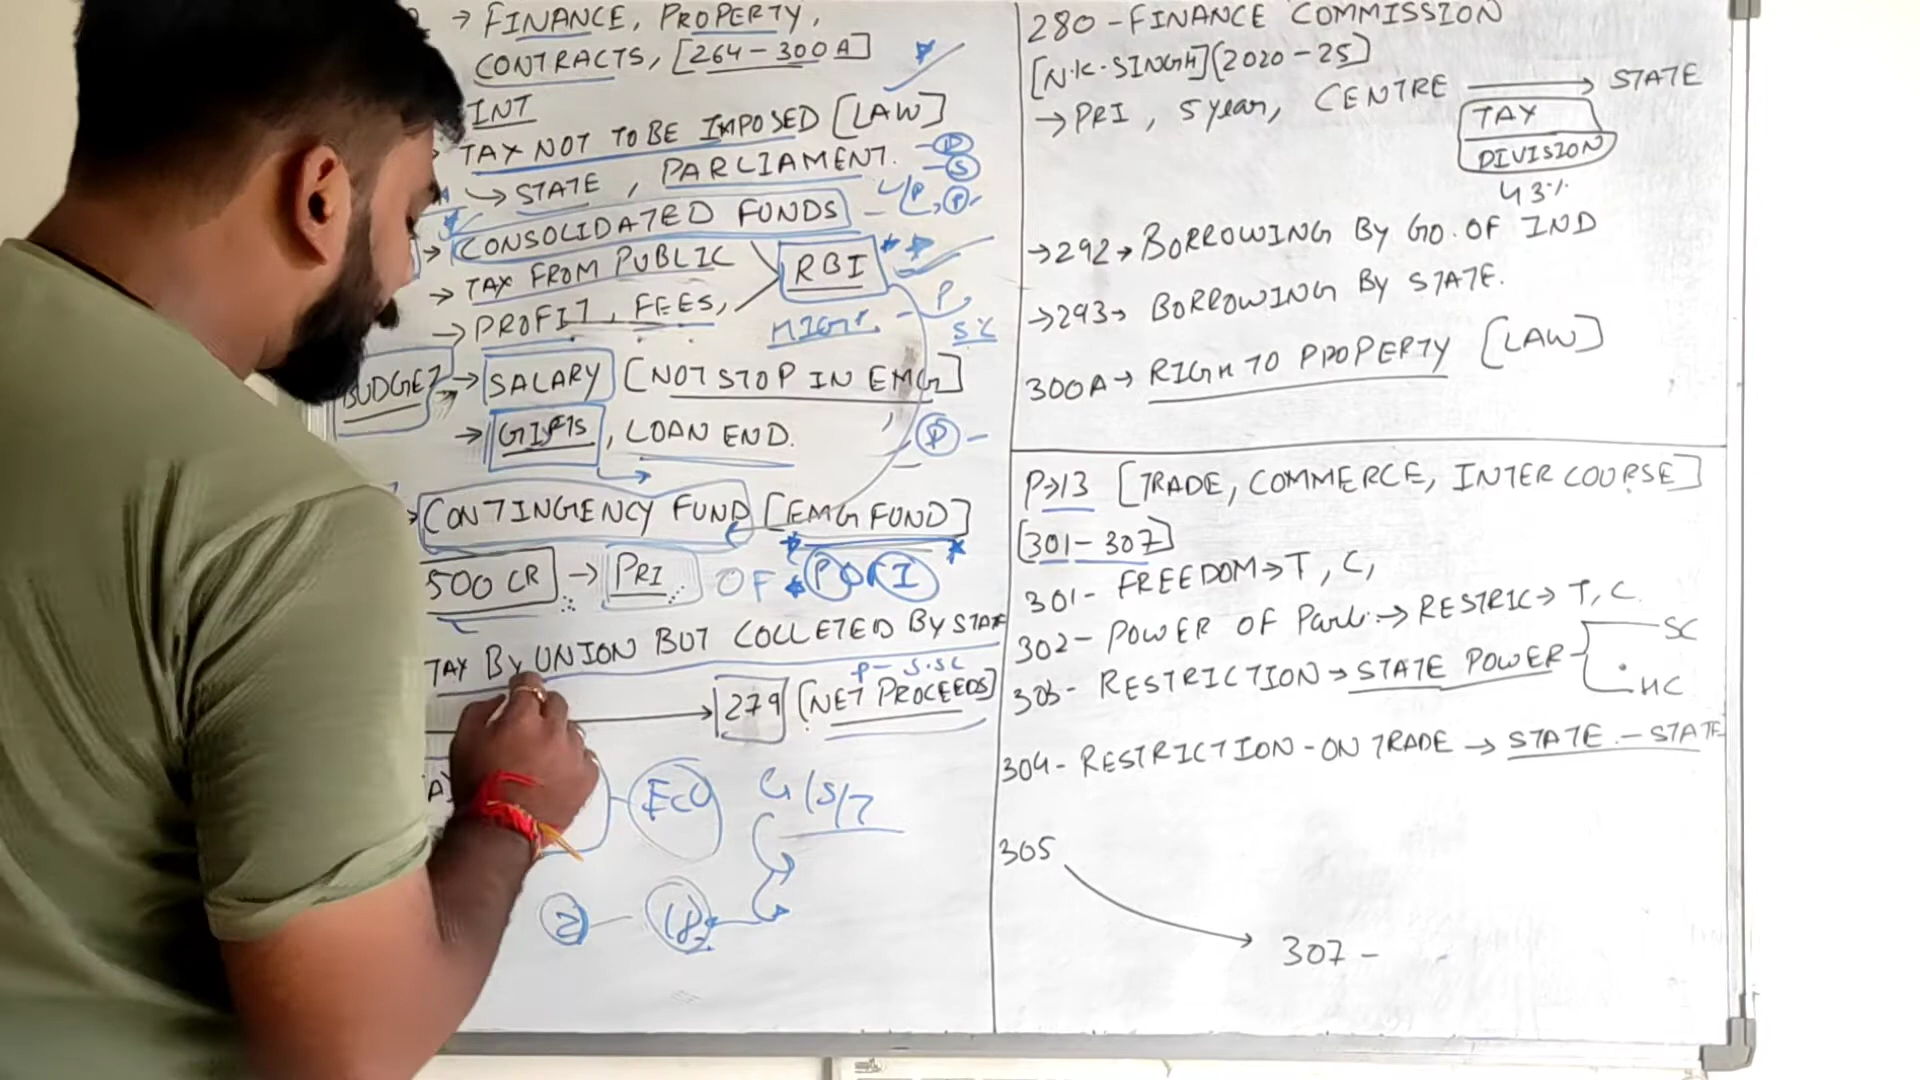 → FINANCE, PROPERTY,
CONTRACTS, [264-300A]
INT
TAX NOT TO BE IMPOSED [LAW]
→ STATE, PARLIAMENT. - P
- S
→ CONSOLIDATED FUNDS
→ TAX FROM PUBLIC
RBI
→ PROFIT, FEES,
P
S.C
BUDGET → SALARY [NOT STOP IN EMG]
→ GIFTS, LOAN END.
P -
CONTINGENCY FUND [EMG FUND]
500 CR → PRI. OF POFI
TAX BY UNION BUT COLLETED BY STATE
P- S.SC
→ 279 (NET PROCEEDS)
ECO G/S/T
2 - 18
280 - FINANCE COMMISSION
[N.K. SINGH] (2020-25)
→ PRI, 5 year, CENTRE → STATE
TAX
DIVISION
43%
→ 292 → BORROWING BY GO. OF IND
→ 293 → BORROWING BY STATE.
300A → RIGH TO PROPERTY [LAW]
P→13 [TRADE, COMMERCE, INTER COURSE]
[301-307]
301- FREEDOM → T, C,
302- POWER OF Parl. → RESTRIC → T, C.
303- RESTRICTION → STATE POWER - SC
HC
304- RESTRICTION - ON TRADE → STATE - STATE
305
307 -